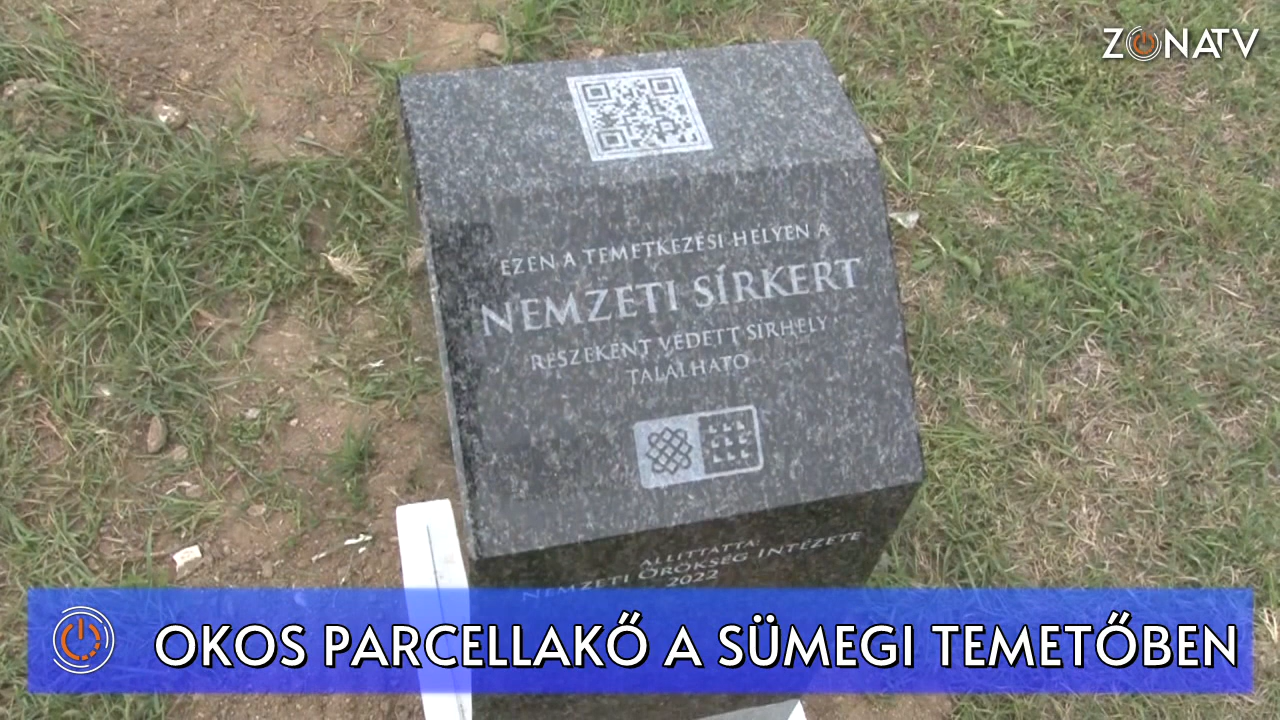 ZONATV
EZEN A TEMETKEZÉSI HELYEN A
NEMZETI SÍRKERT
RÉSZEKÉNT VÉDETT SÍRHELY
TALÁLHATÓ
ÁLLÍTTATTA:
NEMZETI ÖRÖKSÉG INTÉZETE
2022
OKOS PARCELLAKŐ A SÜMEGI TEMETŐBEN